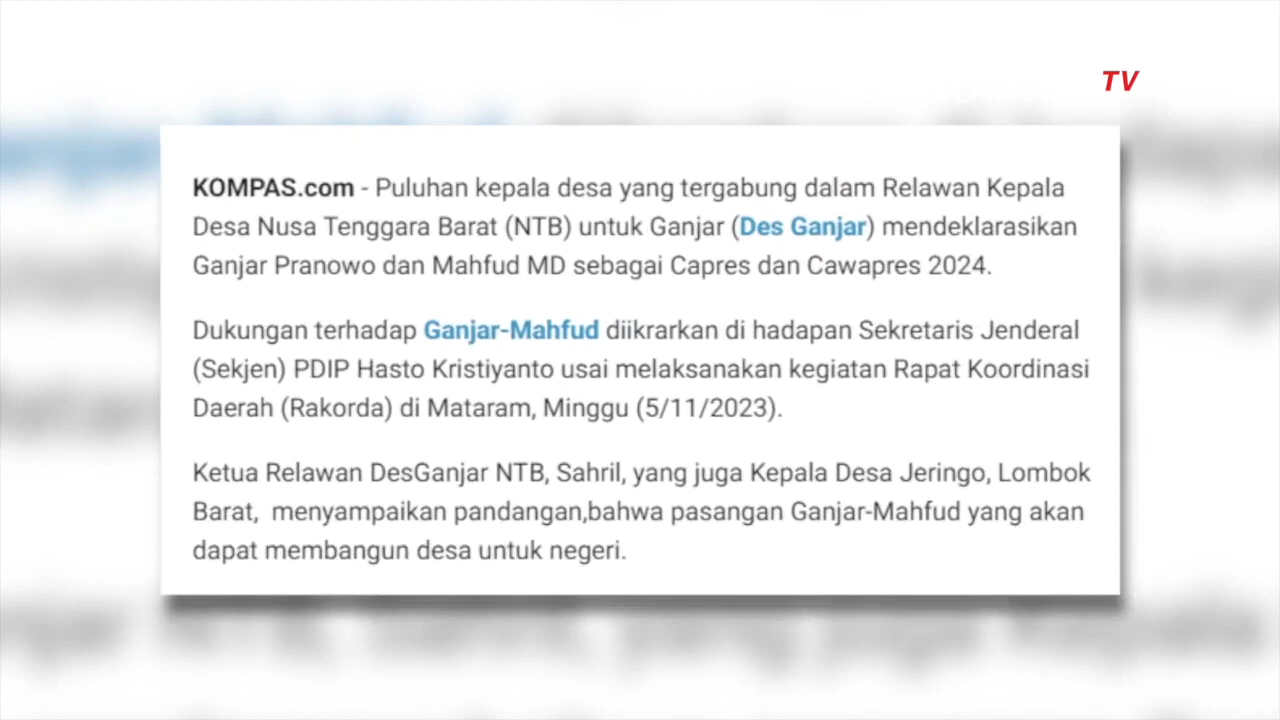 TV
KOMPAS.com - Puluhan kepala desa yang tergabung dalam Relawan Kepala
Desa Nusa Tenggara Barat (NTB) untuk Ganjar (Des Ganjar) mendeklarasikan
Ganjar Pranowo dan Mahfud MD sebagai Capres dan Cawapres 2024.
Dukungan terhadap Ganjar-Mahfud diikrarkan di hadapan Sekretaris Jenderal
(Sekjen) PDIP Hasto Kristiyanto usai melaksanakan kegiatan Rapat Koordinasi
Daerah (Rakorda) di Mataram, Minggu (5/11/2023).
Ketua Relawan DesGanjar NTB, Sahril, yang juga Kepala Desa Jeringo, Lombok
Barat,  menyampaikan pandangan,bahwa pasangan Ganjar-Mahfud yang akan
dapat membangun desa untuk negeri.